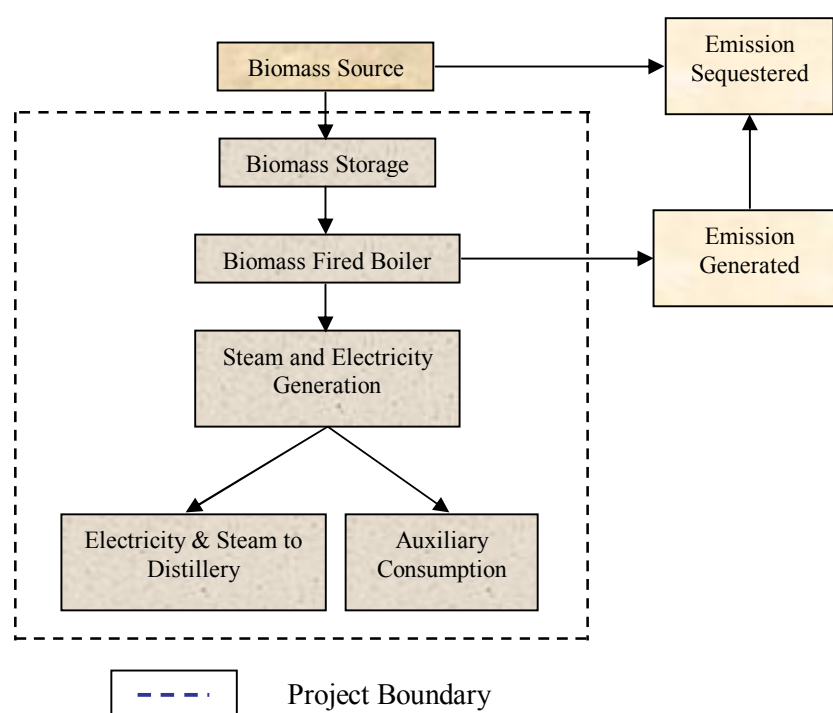 Biomass Source
Emission
Sequestered
Biomass Storage
Biomass Fired Boiler
Emission
Generated
Steam and Electricity
Generation
Electricity & Steam to
Distillery
Auxiliary
Consumption
Project Boundary